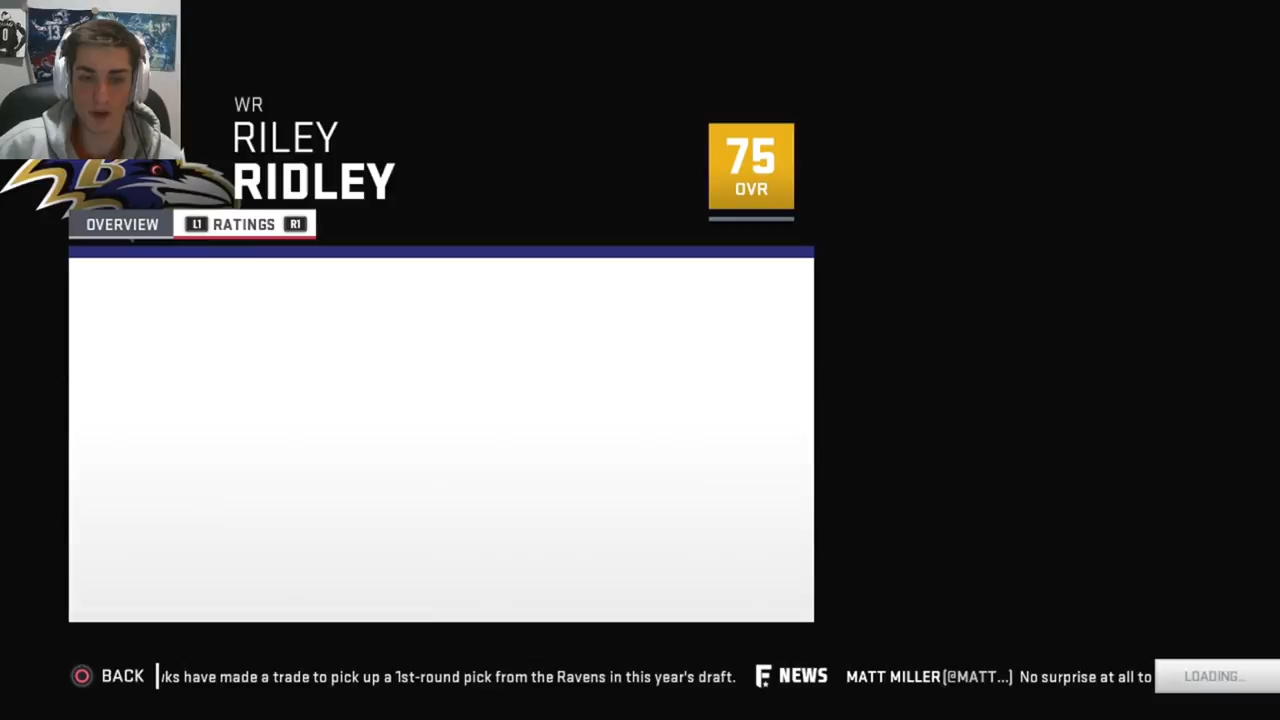 WR
RILEY
RIDLEY
75
OVR
OVERVIEW L1 RATINGS R1
BACK ks have made a trade to pick up a 1st-round pick from the Ravens in this year's draft. F NEWS MATT MILLER(@MATT...) No surprise at all to LOADING...
13
B